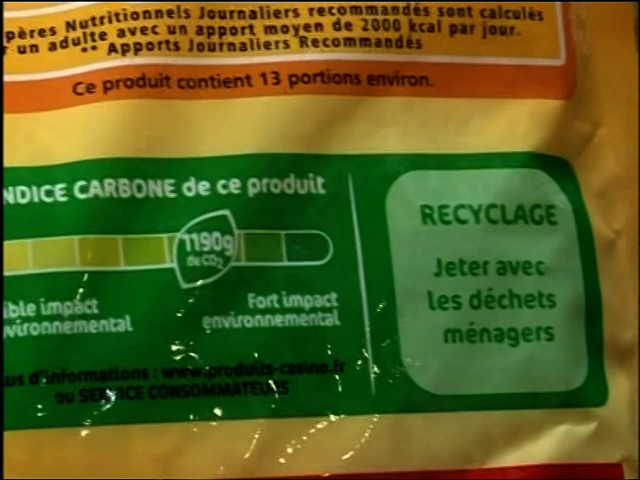 pères Nutritionnels Journaliers recommandés sont calculés
r un adulte avec un apport moyen de 2000 kcal par jour.
** Apports Journaliers Recommandés
Ce produit contient 13 portions environ.
NDICE CARBONE de ce produit
1190g
de CO2
ible impact
vironnemental
Fort impact
environnemental
us d'informations : www.produits-casino.fr
ou SERVICE CONSOMMATEURS
RECYCLAGE
Jeter avec
les déchets
ménagers